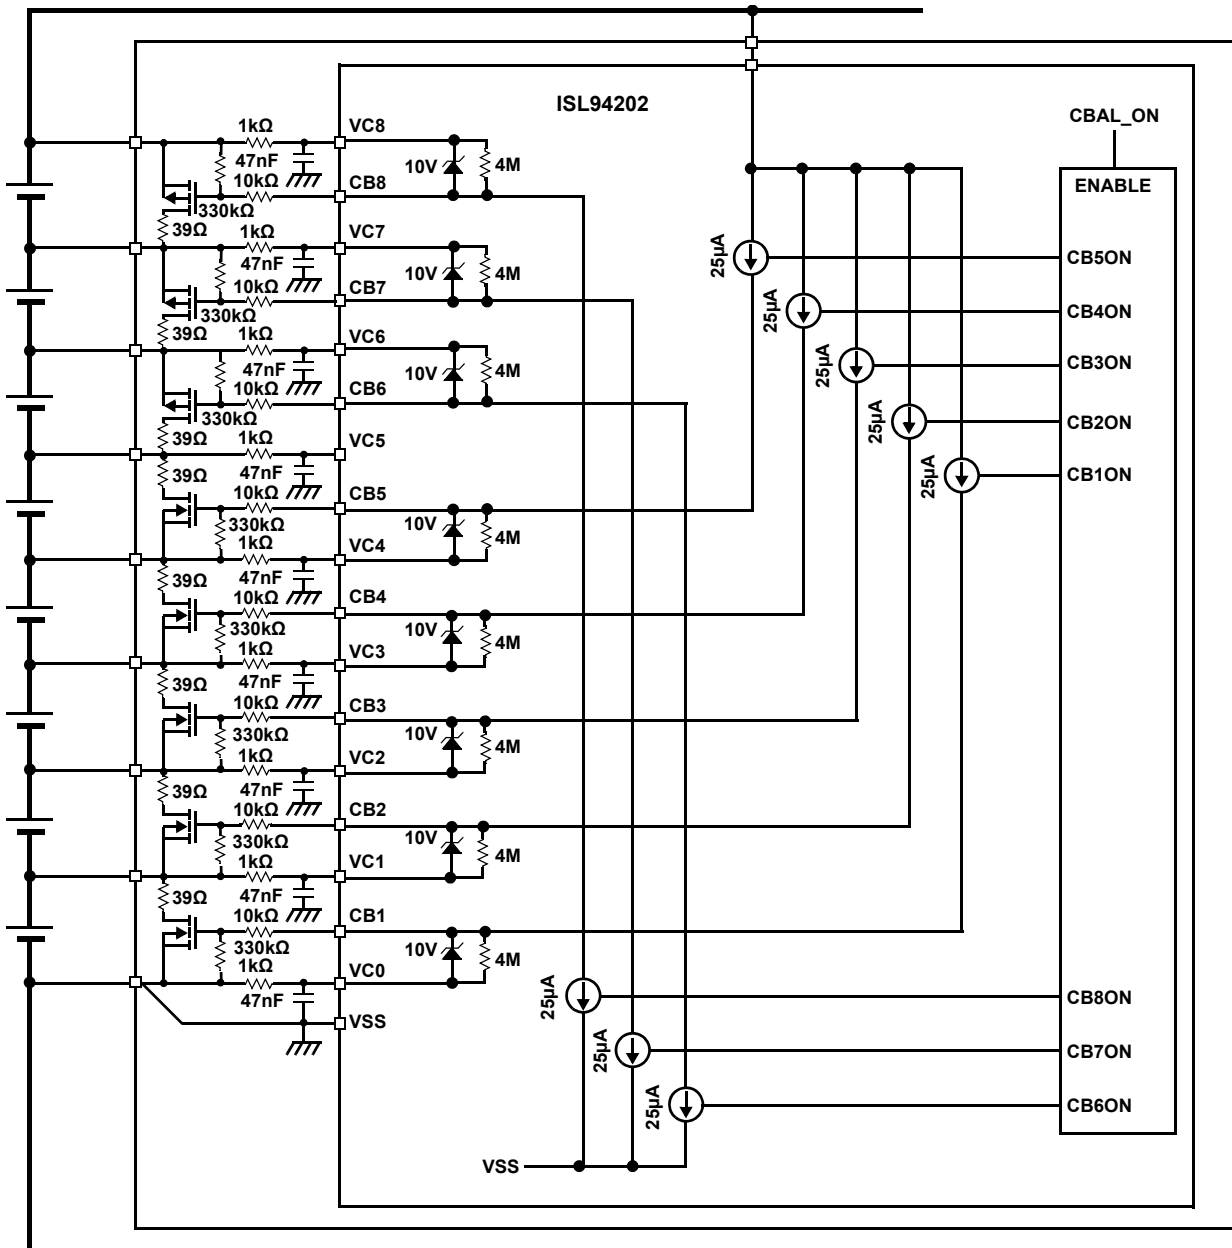 ISL94202
CBAL_ON
ENABLE
1kΩ
VC8
47nF
10V
4M
10kΩ
CB8
330kΩ
39Ω
1kΩ
VC7
47nF
10V
4M
10kΩ
CB7
330kΩ
39Ω
1kΩ
VC6
47nF
10V
4M
10kΩ
CB6
330kΩ
39Ω
1kΩ
VC5
39Ω
47nF
10kΩ
CB5
330kΩ
10V
4M
1kΩ
VC4
39Ω
47nF
10kΩ
CB4
330kΩ
10V
4M
1kΩ
VC3
39Ω
47nF
10kΩ
CB3
330kΩ
10V
4M
1kΩ
VC2
39Ω
47nF
10kΩ
CB2
330kΩ
10V
4M
1kΩ
VC1
39Ω
47nF
10kΩ
CB1
330kΩ
10V
4M
1kΩ
VC0
47nF
VSS
25µA
CB5ON
25µA
CB4ON
25µA
CB3ON
25µA
CB2ON
25µA
CB1ON
25µA
CB8ON
25µA
CB7ON
25µA
CB6ON
VSS